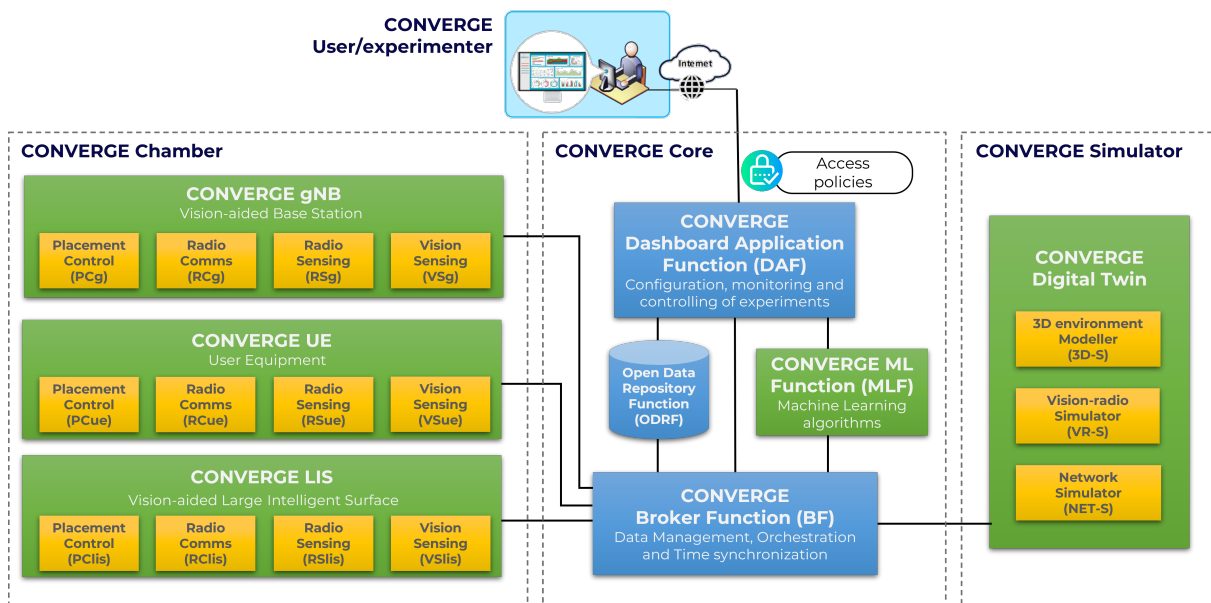 CONVERGE
User/experimenter
Internet
CONVERGE Chamber
CONVERGE gNB
Vision-aided Base Station
Placement
Control
(PCg)
Radio
Comms
(RCg)
Radio
Sensing
(RSg)
Vision
Sensing
(VSg)
CONVERGE UE
User Equipment
Placement
Control
(PCue)
Radio
Comms
(RCue)
Radio
Sensing
(RSue)
Vision
Sensing
(VSue)
CONVERGE LIS
Vision-aided Large Intelligent Surface
Placement
Control
(PClis)
Radio
Comms
(RClis)
Radio
Sensing
(RSlis)
Vision
Sensing
(VSlis)
CONVERGE Core
Access
policies
CONVERGE
Dashboard Application
Function (DAF)
Configuration, monitoring and
controlling of experiments
Open Data
Repository
Function
(ODRF)
CONVERGE ML
Function (MLF)
Machine Learning
algorithms
CONVERGE
Broker Function (BF)
Data Management, Orchestration
and Time synchronization
CONVERGE Simulator
CONVERGE
Digital Twin
3D environment
Modeller
(3D-S)
Vision-radio
Simulator
(VR-S)
Network
Simulator
(NET-S)